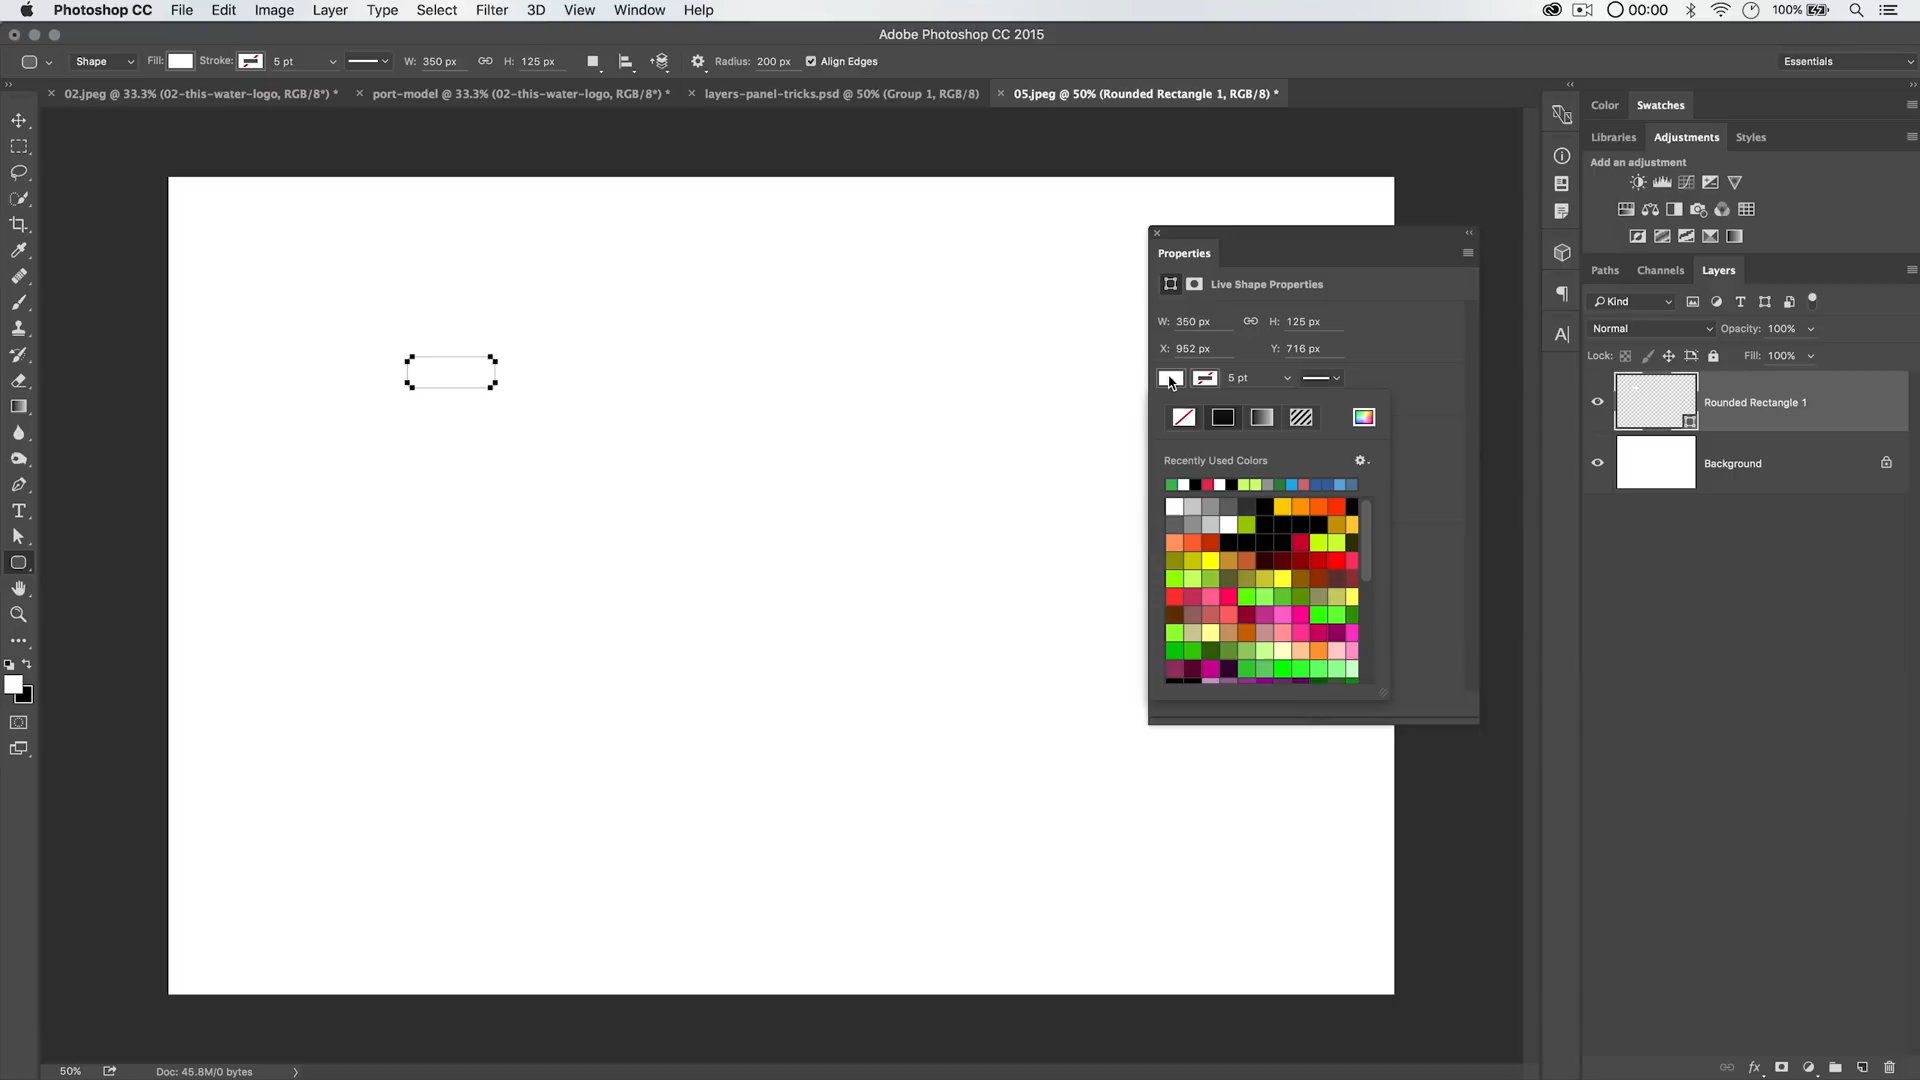 Photoshop CC File Edit Image Layer Type Select Filter 3D View Window Help 00:00 100%
Adobe Photoshop CC 2015
Shape Fill: Stroke: 5 pt W: 350 px H: 125 px Radius: 200 px Align Edges Essentials
02.jpeg @ 33.3% (02-this-water-logo, RGB/8*) * port-model @ 33.3% (02-this-water-logo, RGB/8*) * layers-panel-tricks.psd @ 50% (Group 1, RGB/8) 05.jpeg @ 50% (Rounded Rectangle 1, RGB/8) *
Color Swatches
Libraries Adjustments Styles
Add an adjustment
Properties
Live Shape Properties
W: 350 px H: 125 px
X: 952 px Y: 716 px
5 pt
Recently Used Colors
Paths Channels Layers
Kind
Normal Opacity: 100%
Lock: Fill: 100%
Rounded Rectangle 1
Background
50% Doc: 45.8M/0 bytes